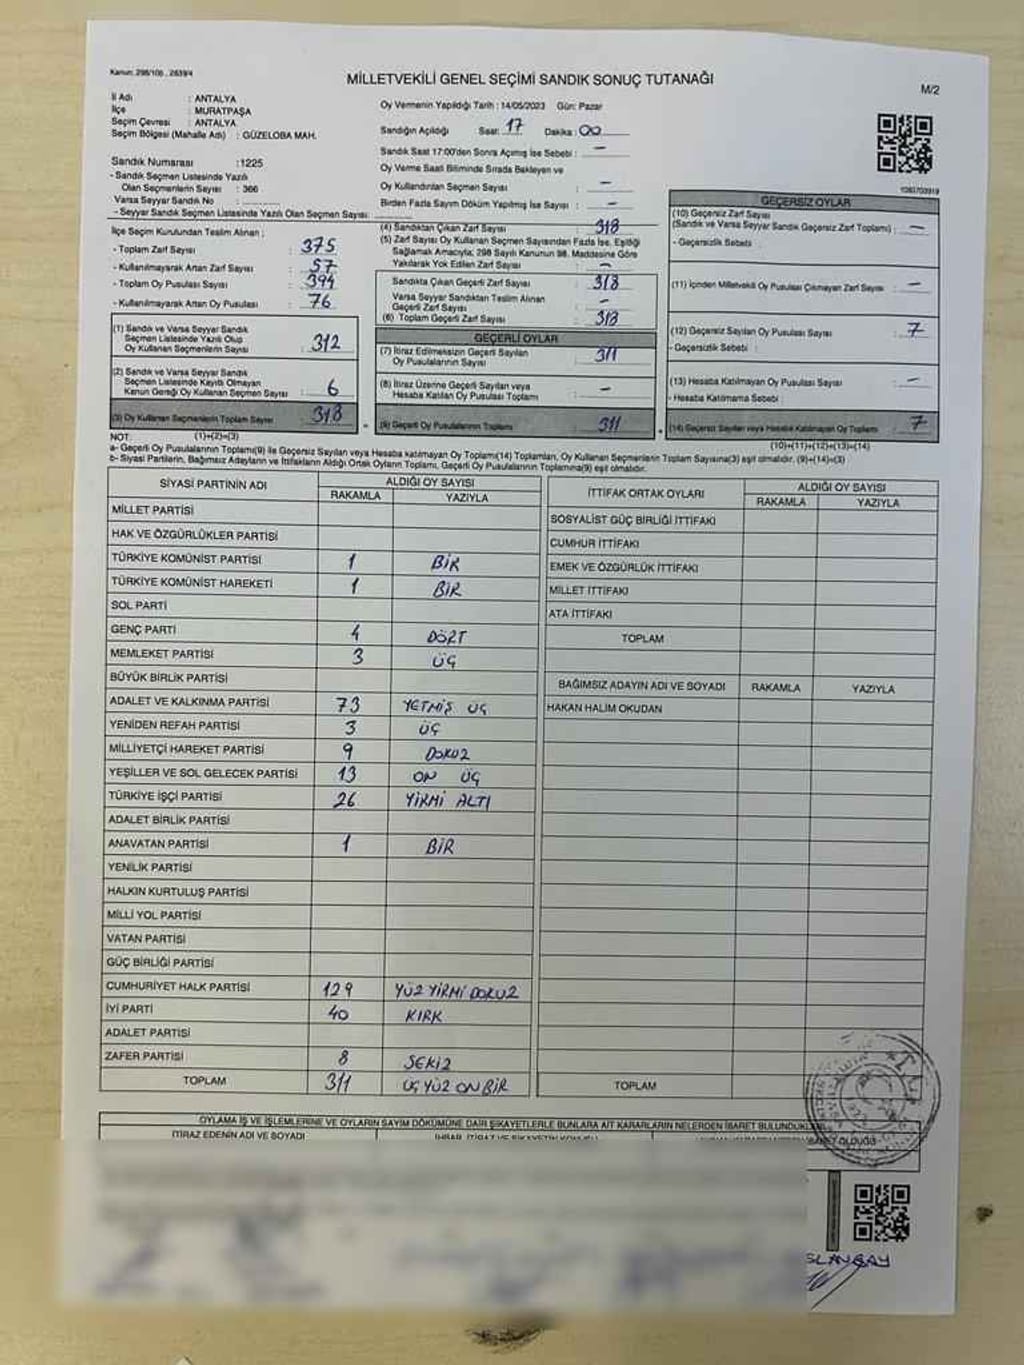 Kanun: 298/105 , 2839/4
MİLLETVEKİLİ GENEL SEÇİMİ SANDIK SONUÇ TUTANAĞI
M/2
İl Adı : ANTALYA
İlçe : MURATPAŞA
Seçim Çevresi : ANTALYA
Seçim Bölgesi (Mahalle Adı) : GÜZELOBA MAH.
Sandık Numarası :1225
- Sandık Seçmen Listesinde Yazılı
Olan Seçmenlerin Sayısı : 366
Varsa Seyyar Sandık No :
- Seyyar Sandık Seçmen Listesinde Yazılı Olan Seçmen Sayısı:
İlçe Seçim Kurulundan Teslim Alınan ;
- Toplam Zarf Sayısı : 375
- Kullanılmayarak Artan Zarf Sayısı : 57
- Toplam Oy Pusulası Sayısı : 394
- Kullanılmayarak Artan Oy Pusulası : 76
(1) Sandık ve Varsa Seyyar Sandık
Seçmen Listesinde Yazılı Olup
Oy Kullanan Seçmenlerin Sayısı : 312
(2) Sandık ve Varsa Seyyar Sandık
Seçmen Listesinde Kayıtlı Olmayan
Kanun Gereği Oy Kullanan Seçmen Sayısı : 6
(3) Oy Kullanan Seçmenlerin Toplam Sayısı : 318
Oy Vermenin Yapıldığı Tarih : 14/05/2023 Gün: Pazar
Sandığın Açıldığı Saat: 17 Dakika: 00
Sandık Saat 17:00'den Sonra Açılmış İse Sebebi : -
Oy Verme Saati Bitiminde Sırada Bekleyen ve
Oy Kullandırılan Seçmen Sayısı : -
Birden Fazla Sayım Döküm Yapılmış İse Sayısı : -
(4) Sandıktan Çıkan Zarf Sayısı : 318
(5) Zarf Sayısı Oy Kullanan Seçmen Sayısından Fazla İse, Eşitliği
Sağlamak Amacıyla; 298 Sayılı Kanunun 98. Maddesine Göre
Yakılarak Yok Edilen Zarf Sayısı : -
Sandıkta Çıkan Geçerli Zarf Sayısı : 318
Varsa Seyyar Sandıktan Teslim Alınan
Geçerli Zarf Sayısı : -
(6) Toplam Geçerli Zarf Sayısı : 318
GEÇERLİ OYLAR
(7) İtiraz Edilmeksizin Geçerli Sayılan
Oy Pusulalarının Sayısı : 311
(8) İtiraz Üzerine Geçerli Sayılan veya
Hesaba Katılan Oy Pusulası Toplamı : -
(9) Geçerli Oy Pusulalarının Toplamı : 311
1080703919
GEÇERSİZ OYLAR
(10) Geçersiz Zarf Sayısı
(Sandık ve Varsa Seyyar Sandık Geçersiz Zarf Toplamı) : -
- Geçersizlik Sebebi :
(11) İçinden Milletvekili Oy Pusulası Çıkmayan Zarf Sayısı : -
(12) Geçersiz Sayılan Oy Pusulası Sayısı : 7
- Geçersizlik Sebebi :
(13) Hesaba Katılmayan Oy Pusulası Sayısı : -
- Hesaba Katılmama Sebebi :
(14) Geçersiz Sayılan veya Hesaba Katılmayan Oy Toplamı : 7
NOT: (1)+(2)=(3)
(10)+(11)+(12)+(13)=(14)
a- Geçerli Oy Pusulalarının Toplamı(9) ile Geçersiz Sayılan veya Hesaba katılmayan Oy Toplamı(14) Toplamları, Oy Kullanan Seçmenlerin Toplam Sayısına(3) eşit olmalıdır. (9)+(14)=(3)
b- Siyasi Partilerin, Bağımsız Adayların ve İttifakların Aldığı Ortak Oyların Toplamı, Geçerli Oy Pusulalarının Toplamına(9) eşit olmalıdır.
SİYASİ PARTİNİN ADI ALDIĞI OY SAYISI
RAKAMLA YAZIYLA
MİLLET PARTİSİ
HAK VE ÖZGÜRLÜKLER PARTİSİ
TÜRKİYE KOMÜNİST PARTİSİ 1 BİR
TÜRKİYE KOMÜNİST HAREKETİ 1 BİR
SOL PARTİ
GENÇ PARTİ 4 DÖRT
MEMLEKET PARTİSİ 3 ÜÇ
BÜYÜK BİRLİK PARTİSİ
ADALET VE KALKINMA PARTİSİ 73 YETMİŞ ÜÇ
YENİDEN REFAH PARTİSİ 3 ÜÇ
MİLLİYETÇİ HAREKET PARTİSİ 9 DOKUZ
YEŞİLLER VE SOL GELECEK PARTİSİ 13 ON ÜÇ
TÜRKİYE İŞÇİ PARTİSİ 26 YİRMİ ALTI
ADALET BİRLİK PARTİSİ
ANAVATAN PARTİSİ 1 BİR
YENİLİK PARTİSİ
HALKIN KURTULUŞ PARTİSİ
MİLLİ YOL PARTİSİ
VATAN PARTİSİ
GÜÇ BİRLİĞİ PARTİSİ
CUMHURİYET HALK PARTİSİ 129 YÜZ YİRMİ DOKUZ
İYİ PARTİ 40 KIRK
ADALET PARTİSİ
ZAFER PARTİSİ 8 SEKİZ
TOPLAM 311 ÜÇ YÜZ ON BİR
İTTİFAK ORTAK OYLARI ALDIĞI OY SAYISI
RAKAMLA YAZIYLA
SOSYALİST GÜÇ BİRLİĞİ İTTİFAKI
CUMHUR İTTİFAKI
EMEK VE ÖZGÜRLÜK İTTİFAKI
MİLLET İTTİFAKI
ATA İTTİFAKI
TOPLAM
BAĞIMSIZ ADAYIN ADI VE SOYADI RAKAMLA YAZIYLA
HAKAN HALİM OKUDAN
TOPLAM
OYLAMA İŞ VE İŞLEMLERİNE VE OYLARIN SAYIM DÖKÜMÜNE DAİR ŞİKAYETLERLE BUNLARA AİT KARARLARIN NELERDEN İBARET BULUNDUKLARI
İTİRAZ EDENİN ADI VE SOYADI